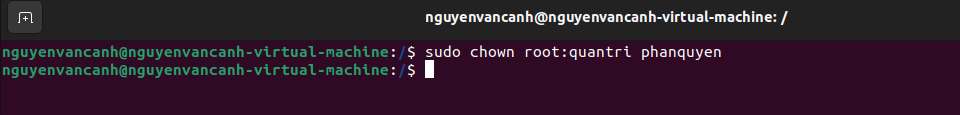 nguyenvancanh@nguyenvancanh-virtual-machine: /
nguyenvancanh@nguyenvancanh-virtual-machine:/$ sudo chown root:quantri phanquyen
nguyenvancanh@nguyenvancanh-virtual-machine:/$